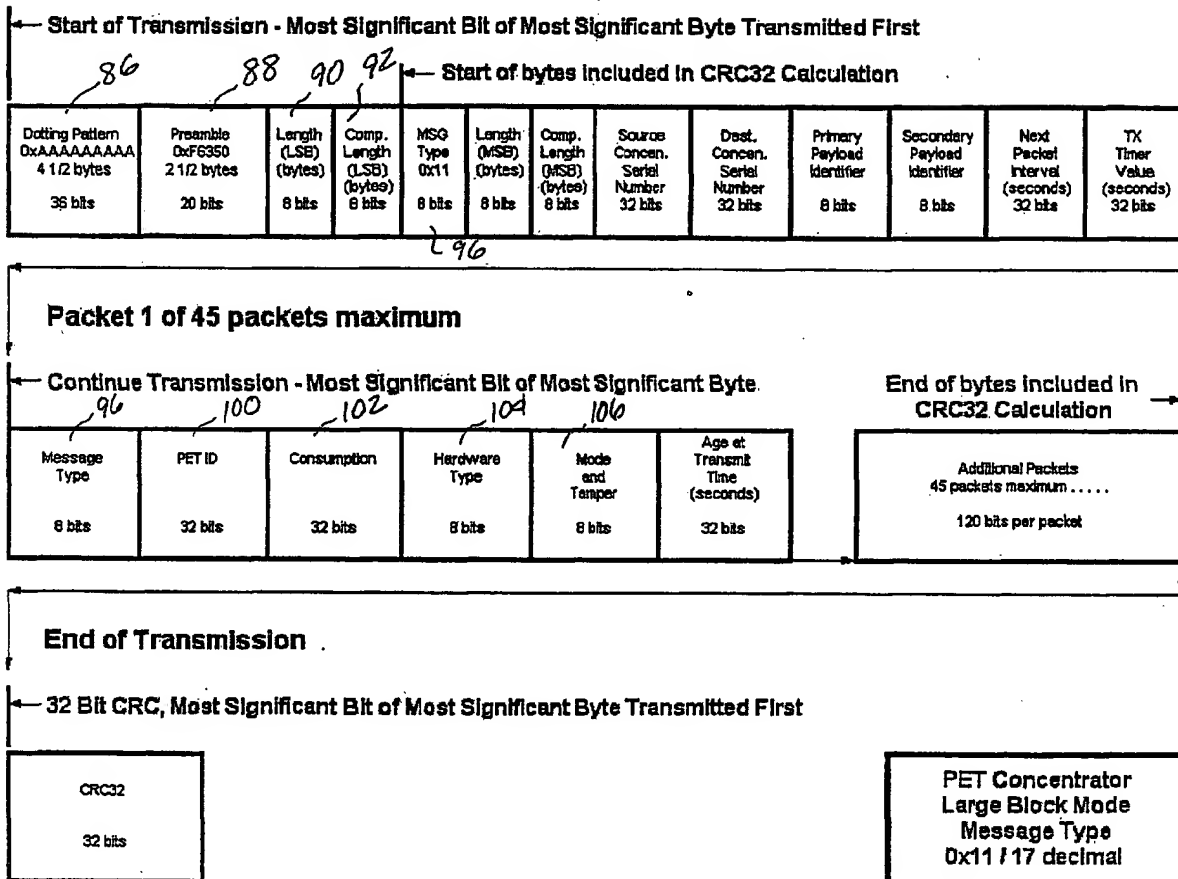 Start of Transmission - Most Significant Bit of Most Significant Byte Transmitted First
86 88 90 92 Start of bytes included in CRC32 Calculation
Dotting Pattern
0xAAAAAAAAA
4 1/2 bytes
36 bits
Preamble
0xF6350
2 1/2 bytes
20 bits
Length
(LSB)
(bytes)
8 bits
Comp.
Length
(LSB)
(bytes)
8 bits
MSG
Type
0x11
8 bits
Length
(MSB)
(bytes)
8 bits
Comp.
Length
(MSB)
(bytes)
8 bits
Source
Concen.
Serial
Number
32 bits
Dest.
Concen.
Serial
Number
32 bits
Primary
Payload
Identifier
8 bits
Secondary
Payload
Identifier
8 bits
Next
Packet
Interval
(seconds)
32 bits
TX
Timer
Value
(seconds)
32 bits
96
Packet 1 of 45 packets maximum
Continue Transmission - Most Significant Bit of Most Significant Byte.
End of bytes included in
CRC32 Calculation
96 100 102 104 106
Message
Type
8 bits
PET ID
32 bits
Consumption
32 bits
Hardware
Type
8 bits
Mode
and
Tamper
8 bits
Age at
Transmit
Time
(seconds)
32 bits
Additional Packets
45 packets maximum .....
120 bits per packet
End of Transmission
32 Bit CRC, Most Significant Bit of Most Significant Byte Transmitted First
CRC32
32 bits
PET Concentrator
Large Block Mode
Message Type
0x11 / 17 decimal